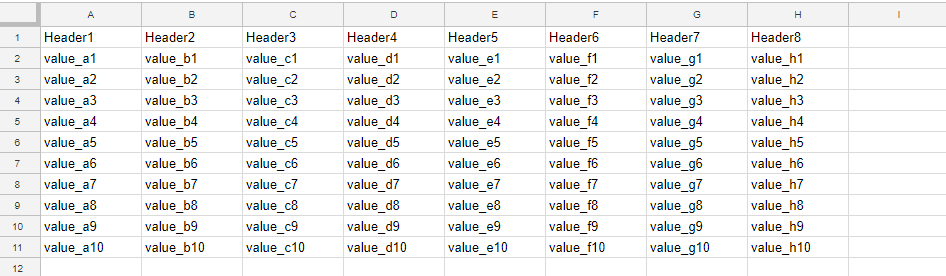 A B C D E F G H I
1 Header1 Header2 Header3 Header4 Header5 Header6 Header7 Header8
2 value_a1 value_b1 value_c1 value_d1 value_e1 value_f1 value_g1 value_h1
3 value_a2 value_b2 value_c2 value_d2 value_e2 value_f2 value_g2 value_h2
4 value_a3 value_b3 value_c3 value_d3 value_e3 value_f3 value_g3 value_h3
5 value_a4 value_b4 value_c4 value_d4 value_e4 value_f4 value_g4 value_h4
6 value_a5 value_b5 value_c5 value_d5 value_e5 value_f5 value_g5 value_h5
7 value_a6 value_b6 value_c6 value_d6 value_e6 value_f6 value_g6 value_h6
8 value_a7 value_b7 value_c7 value_d7 value_e7 value_f7 value_g7 value_h7
9 value_a8 value_b8 value_c8 value_d8 value_e8 value_f8 value_g8 value_h8
10 value_a9 value_b9 value_c9 value_d9 value_e9 value_f9 value_g9 value_h9
11 value_a10 value_b10 value_c10 value_d10 value_e10 value_f10 value_g10 value_h10
12